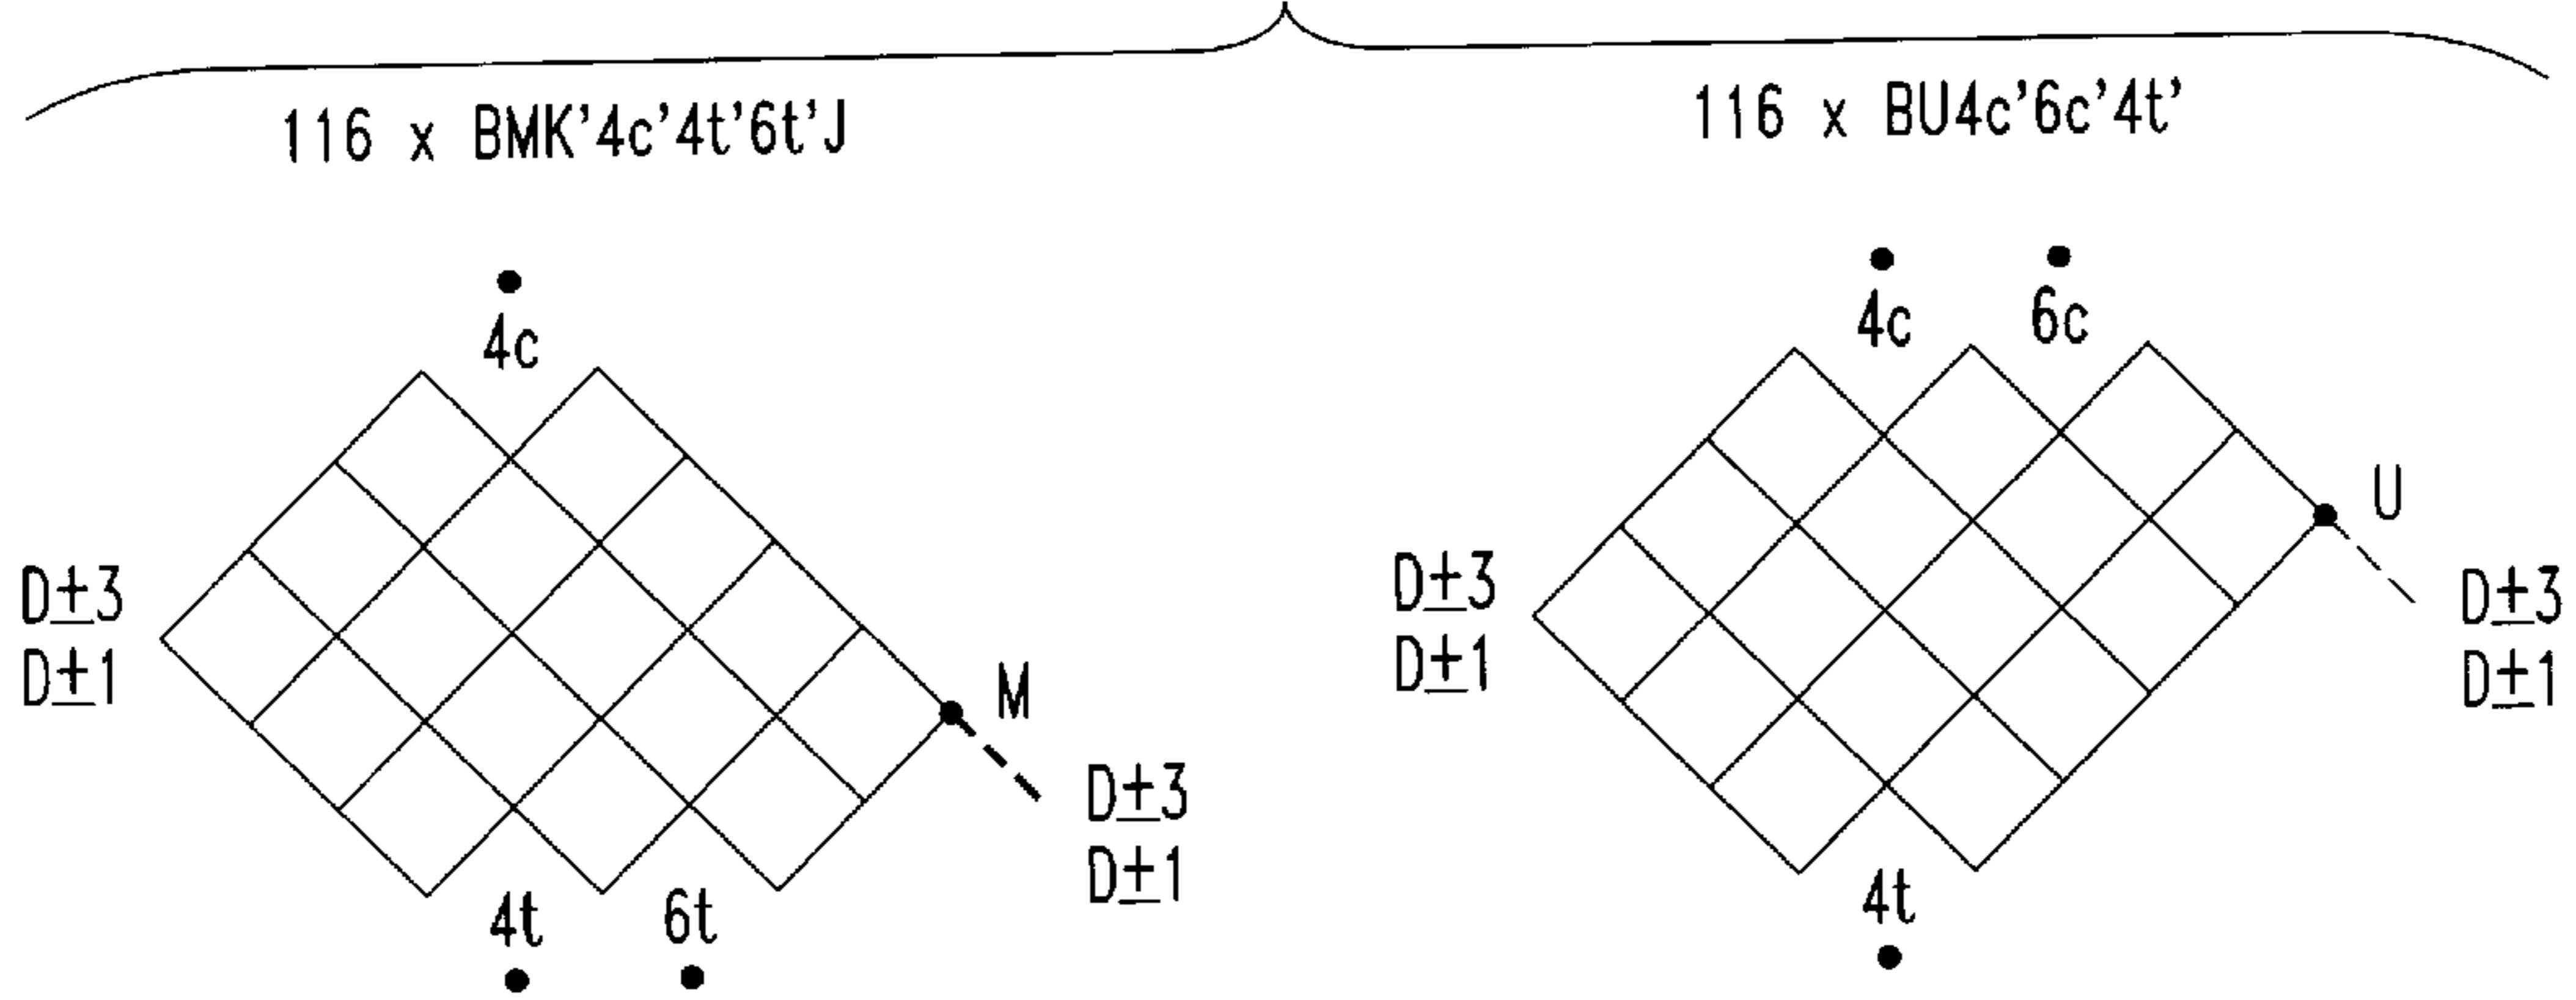 116 x BMK’4c’4t’6t’J
4c
D±3
D±1
M
D±3
D±1
4t
6t
116 x BU4c’6c’4t’
4c
6c
U
D±3
D±1
D±3
D±1
4t